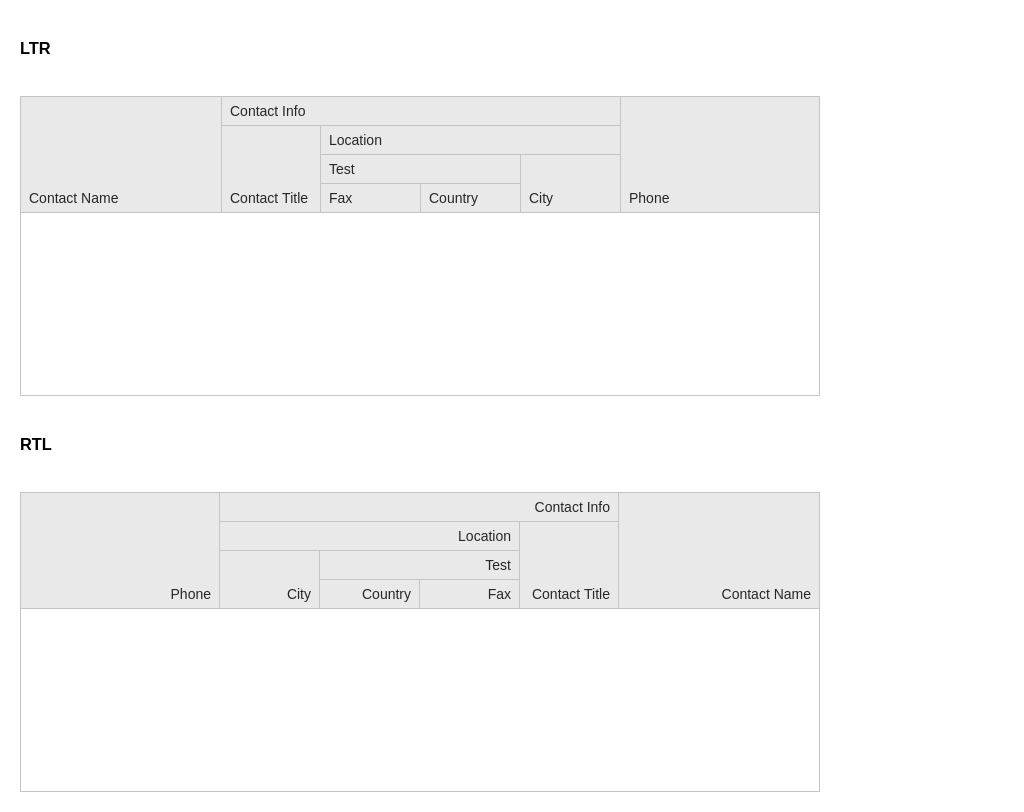 LTR
Contact Info
Location
Test
Contact Name Contact Title Fax Country City Phone
RTL
Contact Info
Location
Test
Phone City Country Fax Contact Title Contact Name